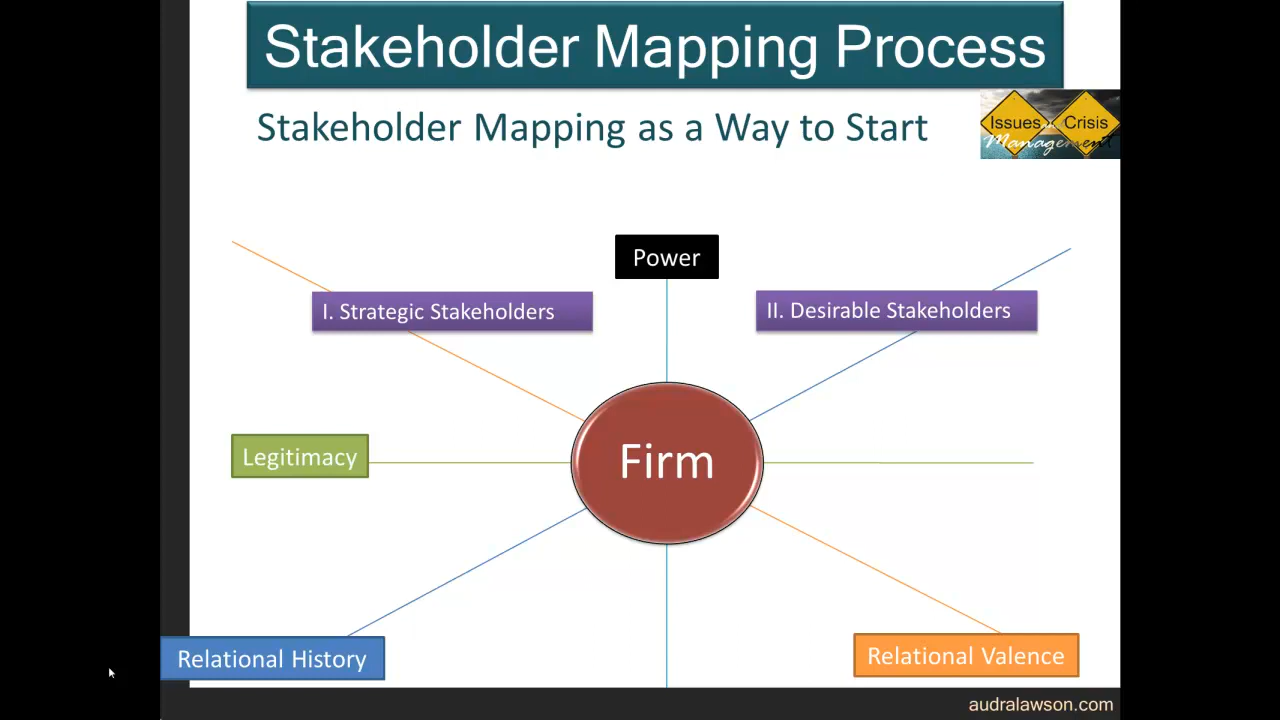 Stakeholder Mapping Process
Stakeholder Mapping as a Way to Start
Issues Crisis
Management
Power
I. Strategic Stakeholders
II. Desirable Stakeholders
Legitimacy
Firm
Relational History
Relational Valence
audralawson.com